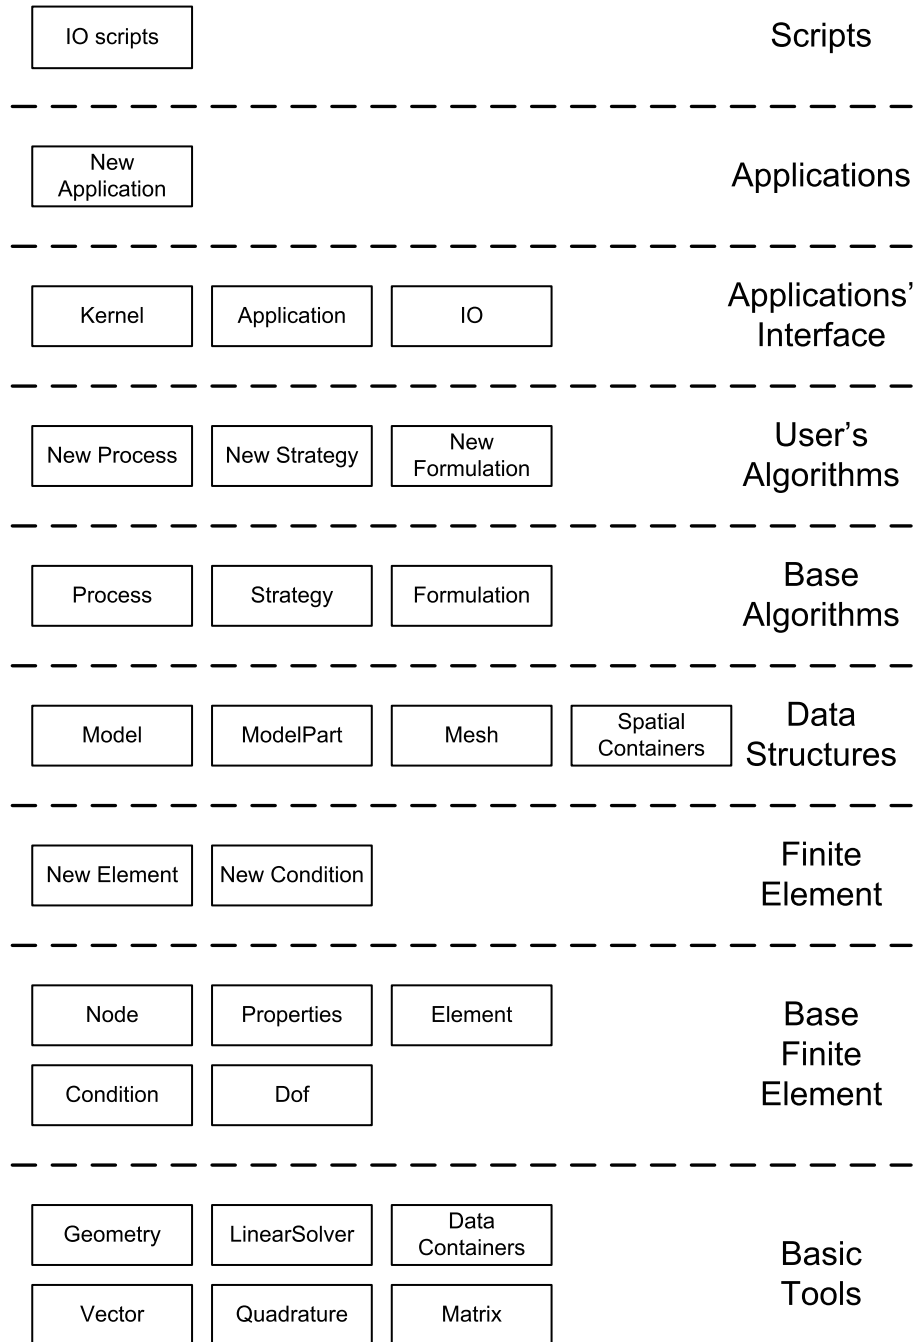 IO scripts
Scripts
New
Application
Applications
Kernel
Application
IO
Applications’
Interface
New Process
New Strategy
New
Formulation
User’s
Algorithms
Process
Strategy
Formulation
Base
Algorithms
Model
ModelPart
Mesh
Spatial
Containers
Data
Structures
New Element
New Condition
Finite
Element
Node
Properties
Element
Condition
Dof
Base
Finite
Element
Geometry
LinearSolver
Data
Containers
Vector
Quadrature
Matrix
Basic
Tools